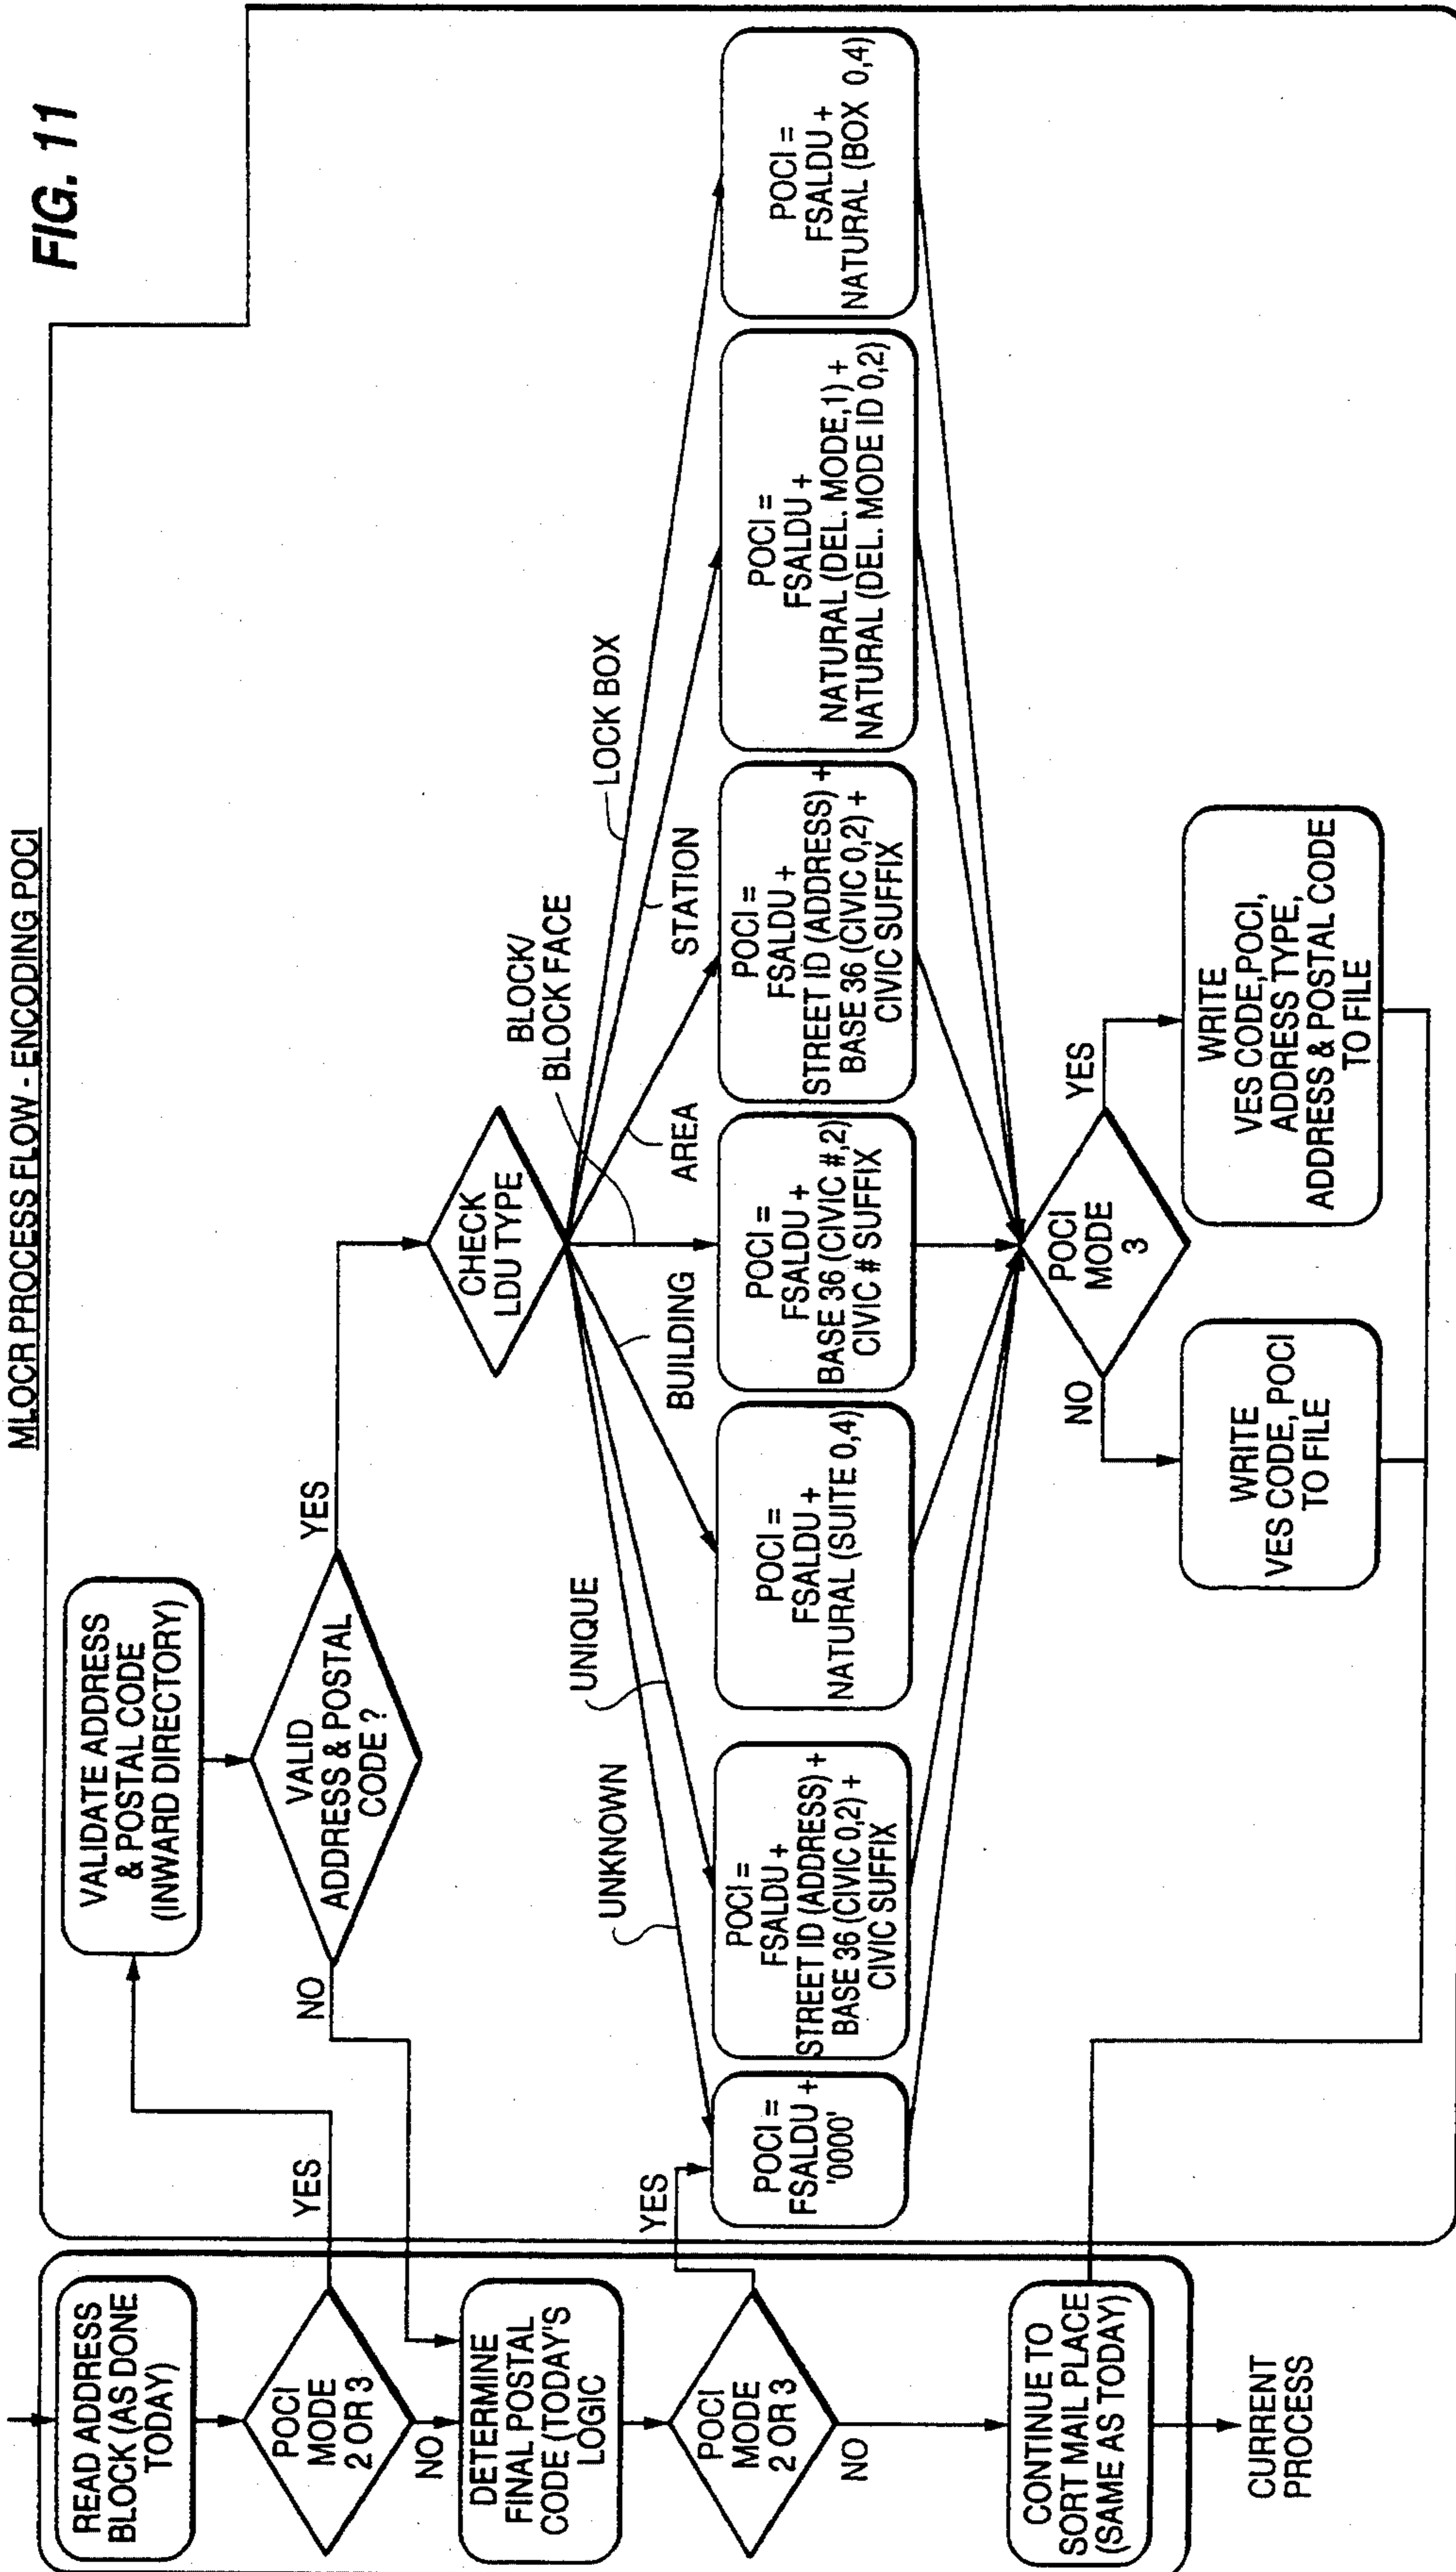 FIG. 11
MLOCR PROCESS FLOW - ENCODING POCI
READ ADDRESS
BLOCK (AS DONE
TODAY)
POCI
MODE
2 OR 3
YES
NO
VALIDATE ADDRESS
& POSTAL CODE
(INWARD DIRECTORY)
VALID
ADDRESS & POSTAL
CODE ?
YES
NO
DETERMINE
FINAL POSTAL
CODE (TODAY'S
LOGIC
POCI
MODE
2 OR 3
YES
NO
CHECK
LDU TYPE
UNKNOWN
UNIQUE
BUILDING
BLOCK/
BLOCK FACE
AREA
STATION
LOCK BOX
POCI =
FSALDU +
'0000'
POCI =
FSALDU +
STREET ID (ADDRESS) +
BASE 36 (CIVIC 0,2) +
CIVIC SUFFIX
POCI =
FSALDU +
NATURAL (SUITE 0,4)
POCI =
FSALDU +
BASE 36 (CIVIC #,2)
CIVIC # SUFFIX
POCI =
FSALDU +
STREET ID (ADDRESS) +
BASE 36 (CIVIC 0,2) +
CIVIC SUFFIX
POCI =
FSALDU +
NATURAL (DEL. MODE,1) +
NATURAL (DEL. MODE ID 0,2)
POCI =
FSALDU +
NATURAL (BOX 0,4)
POCI
MODE
3
NO
YES
WRITE
VES CODE, POCI
TO FILE
WRITE
VES CODE,POCI,
ADDRESS TYPE,
ADDRESS & POSTAL CODE
TO FILE
CONTINUE TO
SORT MAIL PLACE
(SAME AS TODAY)
CURRENT
PROCESS